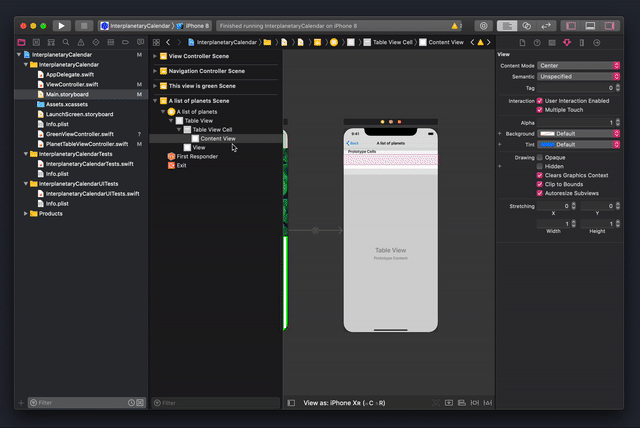 InterplanetaryCalendar
iPhone 8
Finished running InterplanetaryCalendar on iPhone 8
InterplanetaryCalendar
Table View Cell
Content View
InterplanetaryCalendar M
InterplanetaryCalendar
AppDelegate.swift
ViewController.swift M
Main.storyboard M
Assets.xcassets
LaunchScreen.storyboard
Info.plist
GreenViewController.swift ?
PlanetTableViewController.swift M
InterplanetaryCalendarTests
InterplanetaryCalendarTests.swift
Info.plist
InterplanetaryCalendarUITests
InterplanetaryCalendarUITests.swift
Info.plist
Products
Filter
View Controller Scene
Navigation Controller Scene
This view is green Scene
A list of planets Scene
A list of planets
Table View
Table View Cell
Content View
View
First Responder
Exit
Filter
9:41
Back
A list of planets
Prototype Cells
Table View
Prototype Content
View as: iPhone XR (wC hR)
View
Content Mode Center
Semantic Unspecified
Tag 0
Interaction User Interaction Enabled
Multiple Touch
Alpha 1
Background Default
Tint Default
Drawing Opaque
Hidden
Clears Graphics Context
Clip to Bounds
Autoresize Subviews
Stretching 0 0
X Y
1 1
Width Height